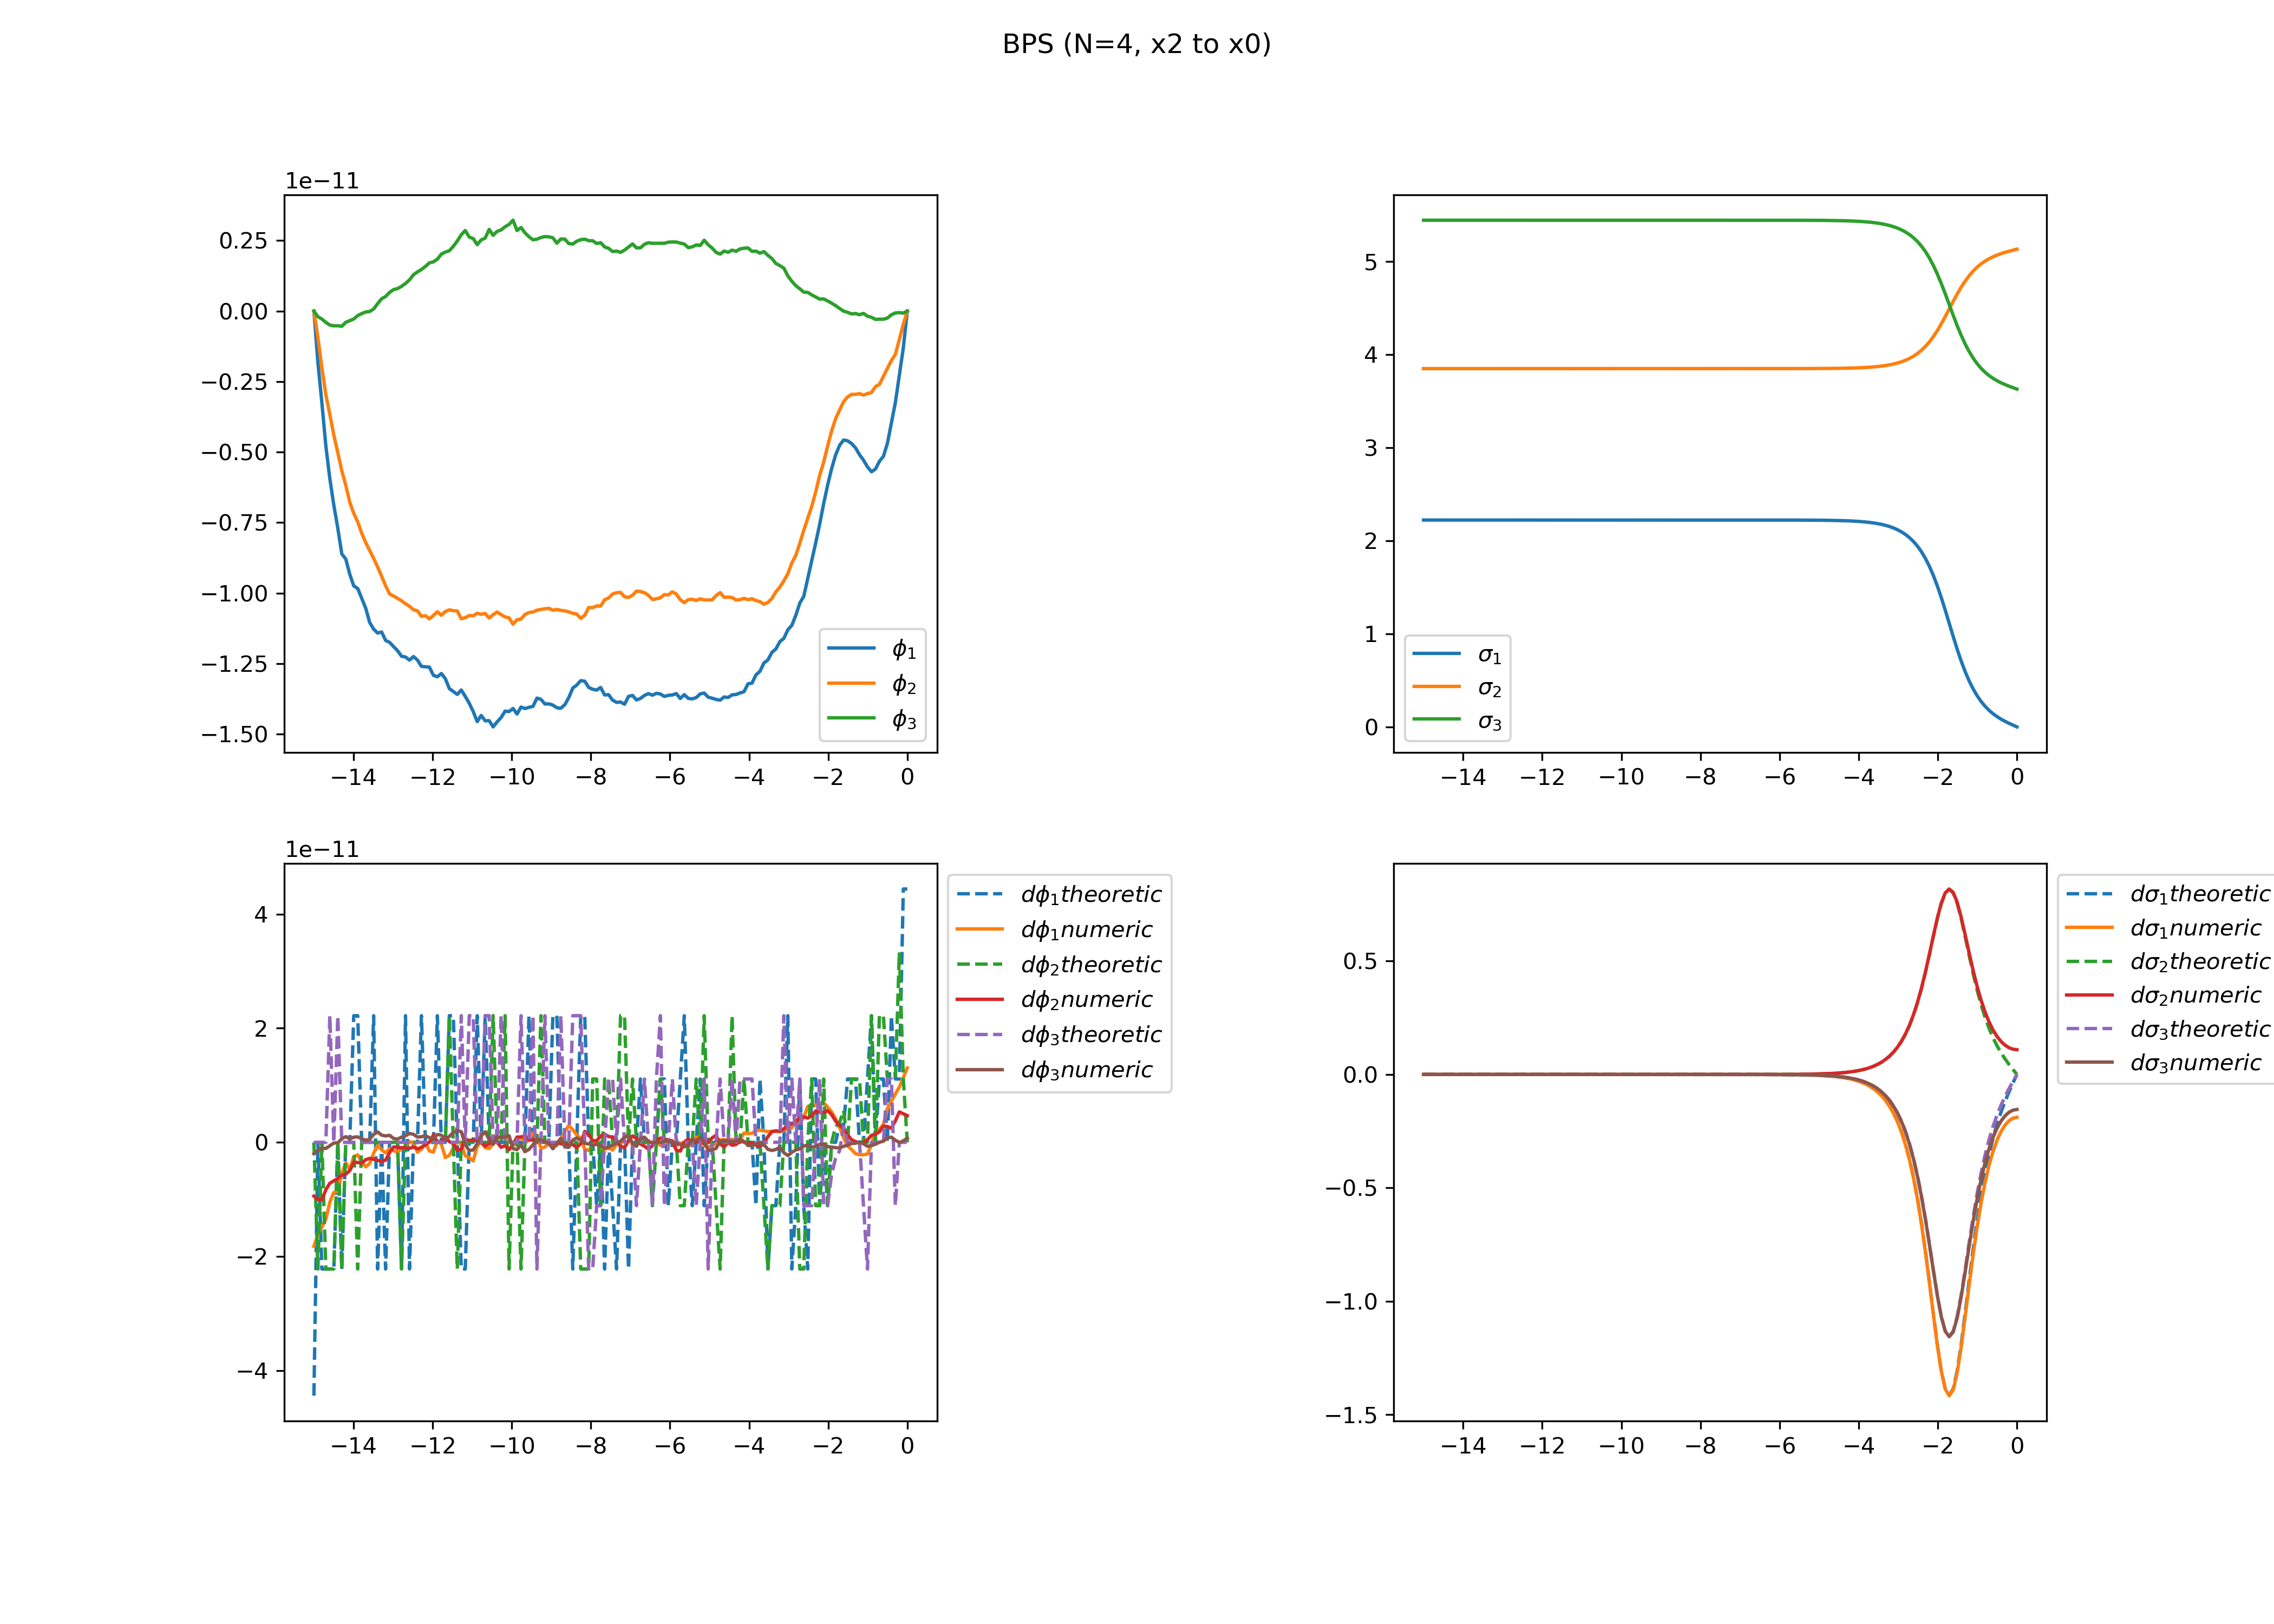 BPS (N=4, x2 to x0)
1e−11
0.25
0.00
−0.25
−0.50
−0.75
−1.00
−1.25
−1.50
−14 −12 −10 −8 −6 −4 −2 0
ϕ1
ϕ2
ϕ3
5
4
3
2
1
0
−14 −12 −10 −8 −6 −4 −2 0
σ1
σ2
σ3
1e−11
4
2
0
−2
−4
−14 −12 −10 −8 −6 −4 −2 0
dϕ1theoretic
dϕ1numeric
dϕ2theoretic
dϕ2numeric
dϕ3theoretic
dϕ3numeric
0.5
0.0
−0.5
−1.0
−1.5
−14 −12 −10 −8 −6 −4 −2 0
dσ1theoretic
dσ1numeric
dσ2theoretic
dσ2numeric
dσ3theoretic
dσ3numeric